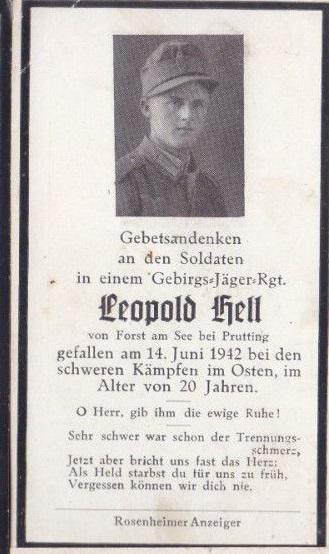 Gebetsandenken
an den Soldaten
in einem Gebirgs=Jäger=Rgt.
Leopold Hell
von Forst am See bei Prutting
gefallen am 14. Juni 1942 bei den
schweren Kämpfen im Osten, im
Alter von 20 Jahren.
O Herr, gib ihm die ewige Ruhe!
Sehr schwer war schon der Trennungs-
schmerz,
Jetzt aber bricht uns fast das Herz;
Als Held starbst du für uns zu früh,
Vergessen können wir dich nie.
Rosenheimer Anzeiger